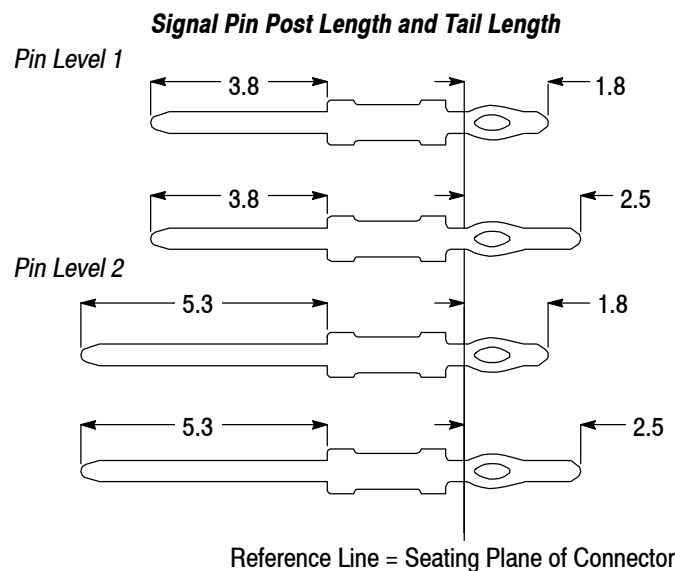 Signal Pin Post Length and Tail Length
Pin Level 1
3.8 1.8
3.8 2.5
Pin Level 2
5.3 1.8
5.3 2.5
Reference Line = Seating Plane of Connector